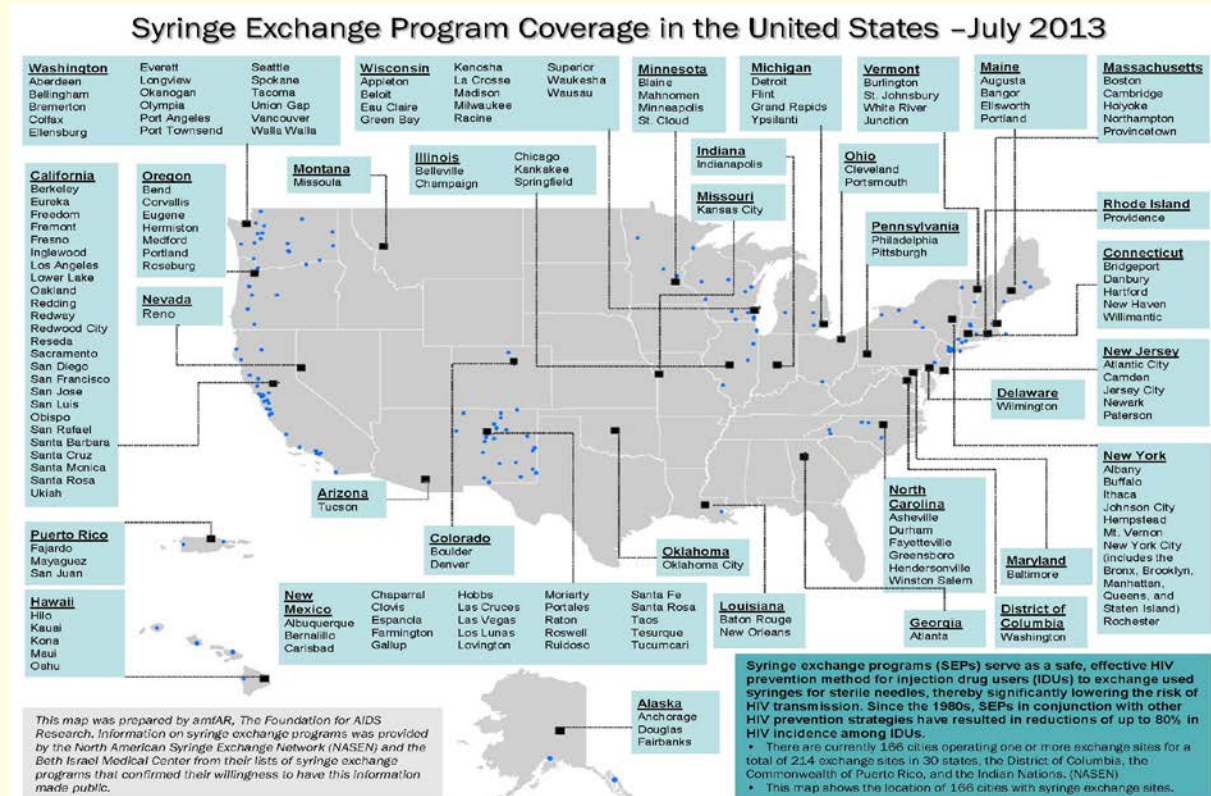 Syringe Exchange Program Coverage in the United States –July 2013
Washington
Aberdeen
Bellingham
Bremerton
Colfax
Ellensburg
Everett
Longview
Okanogan
Olympia
Port Angeles
Port Townsend
Seattle
Spokane
Tacoma
Union Gap
Vancouver
Walla Walla
Wisconsin
Appleton
Beloit
Eau Claire
Green Bay
Kenosha
La Crosse
Madison
Milwaukee
Racine
Superior
Waukesha
Wausau
Minnesota
Blaine
Mahnomen
Minneapolis
St. Cloud
Michigan
Detroit
Flint
Grand Rapids
Ypsilanti
Vermont
Burlington
St. Johnsbury
White River
Junction
Maine
Augusta
Bangor
Ellsworth
Portland
Massachusetts
Boston
Cambridge
Holyoke
Northampton
Provincetown
California
Berkeley
Eureka
Freedom
Fremont
Fresno
Inglewood
Los Angeles
Lower Lake
Oakland
Redding
Redway
Redwood City
Reseda
Sacramento
San Diego
San Francisco
San Jose
San Luis
Obispo
San Rafael
Santa Barbara
Santa Cruz
Santa Monica
Santa Rosa
Ukiah
Oregon
Bend
Corvallis
Eugene
Hermiston
Medford
Portland
Roseburg
Montana
Missoula
Illinois
Belleville
Champaign
Chicago
Kankakee
Springfield
Indiana
Indianapolis
Missouri
Kansas City
Ohio
Cleveland
Portsmouth
Pennsylvania
Philadelphia
Pittsburgh
Rhode Island
Providence
Connecticut
Bridgeport
Danbury
Hartford
New Haven
Willimantic
Nevada
Reno
New Jersey
Atlantic City
Camden
Jersey City
Newark
Paterson
Delaware
Wilmington
New York
Albany
Buffalo
Ithaca
Johnson City
Hempstead
Mt. Vernon
New York City
(includes the
Bronx, Brooklyn,
Manhattan,
Queens, and
Staten Island)
Rochester
Arizona
Tucson
Colorado
Boulder
Denver
Oklahoma
Oklahoma City
North
Carolina
Asheville
Durham
Fayetteville
Greensboro
Hendersonville
Winston Salem
Maryland
Baltimore
Puerto Rico
Fajardo
Mayaguez
San Juan
Hawaii
Hilo
Kauai
Kona
Maui
Oahu
New
Mexico
Albuquerque
Bernalillo
Carlsbad
Chaparral
Clovis
Espanola
Farmington
Gallup
Hobbs
Las Cruces
Las Vegas
Los Lunas
Lovington
Moriarty
Portales
Raton
Roswell
Ruidoso
Santa Fe
Santa Rosa
Taos
Tesurque
Tucumcari
Louisiana
Baton Rouge
New Orleans
Georgia
Atlanta
District of
Columbia
Washington
Alaska
Anchorage
Douglas
Fairbanks
This map was prepared by amfAR, The Foundation for AIDS
Research. Information on syringe exchange programs was provided
by the North American Syringe Exchange Network (NASEN) and the
Beth Israel Medical Center from their lists of syringe exchange
programs that confirmed their willingness to have this information
made public.
Syringe exchange programs (SEPs) serve as a safe, effective HIV
prevention method for injection drug users (IDUs) to exchange used
syringes for sterile needles, thereby significantly lowering the risk of
HIV transmission. Since the 1980s, SEPs in conjunction with other
HIV prevention strategies have resulted in reductions of up to 80% in
HIV incidence among IDUs.
• There are currently 166 cities operating one or more exchange sites for a
total of 214 exchange sites in 30 states, the District of Columbia, the
Commonwealth of Puerto Rico, and the Indian Nations. (NASEN)
• This map shows the location of 166 cities with syringe exchange sites.